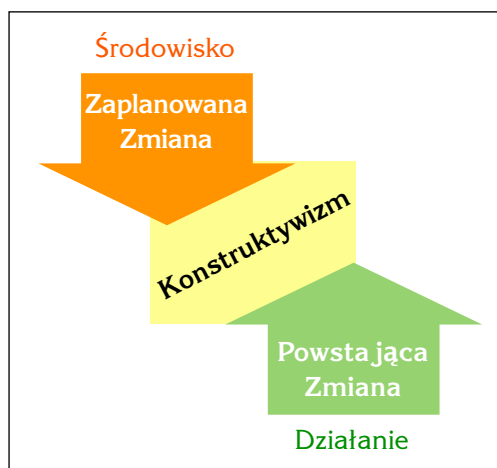 Środowisko
Zaplanowana
Zmiana
Konstruktywizm
Powstająca
Zmiana
Działanie